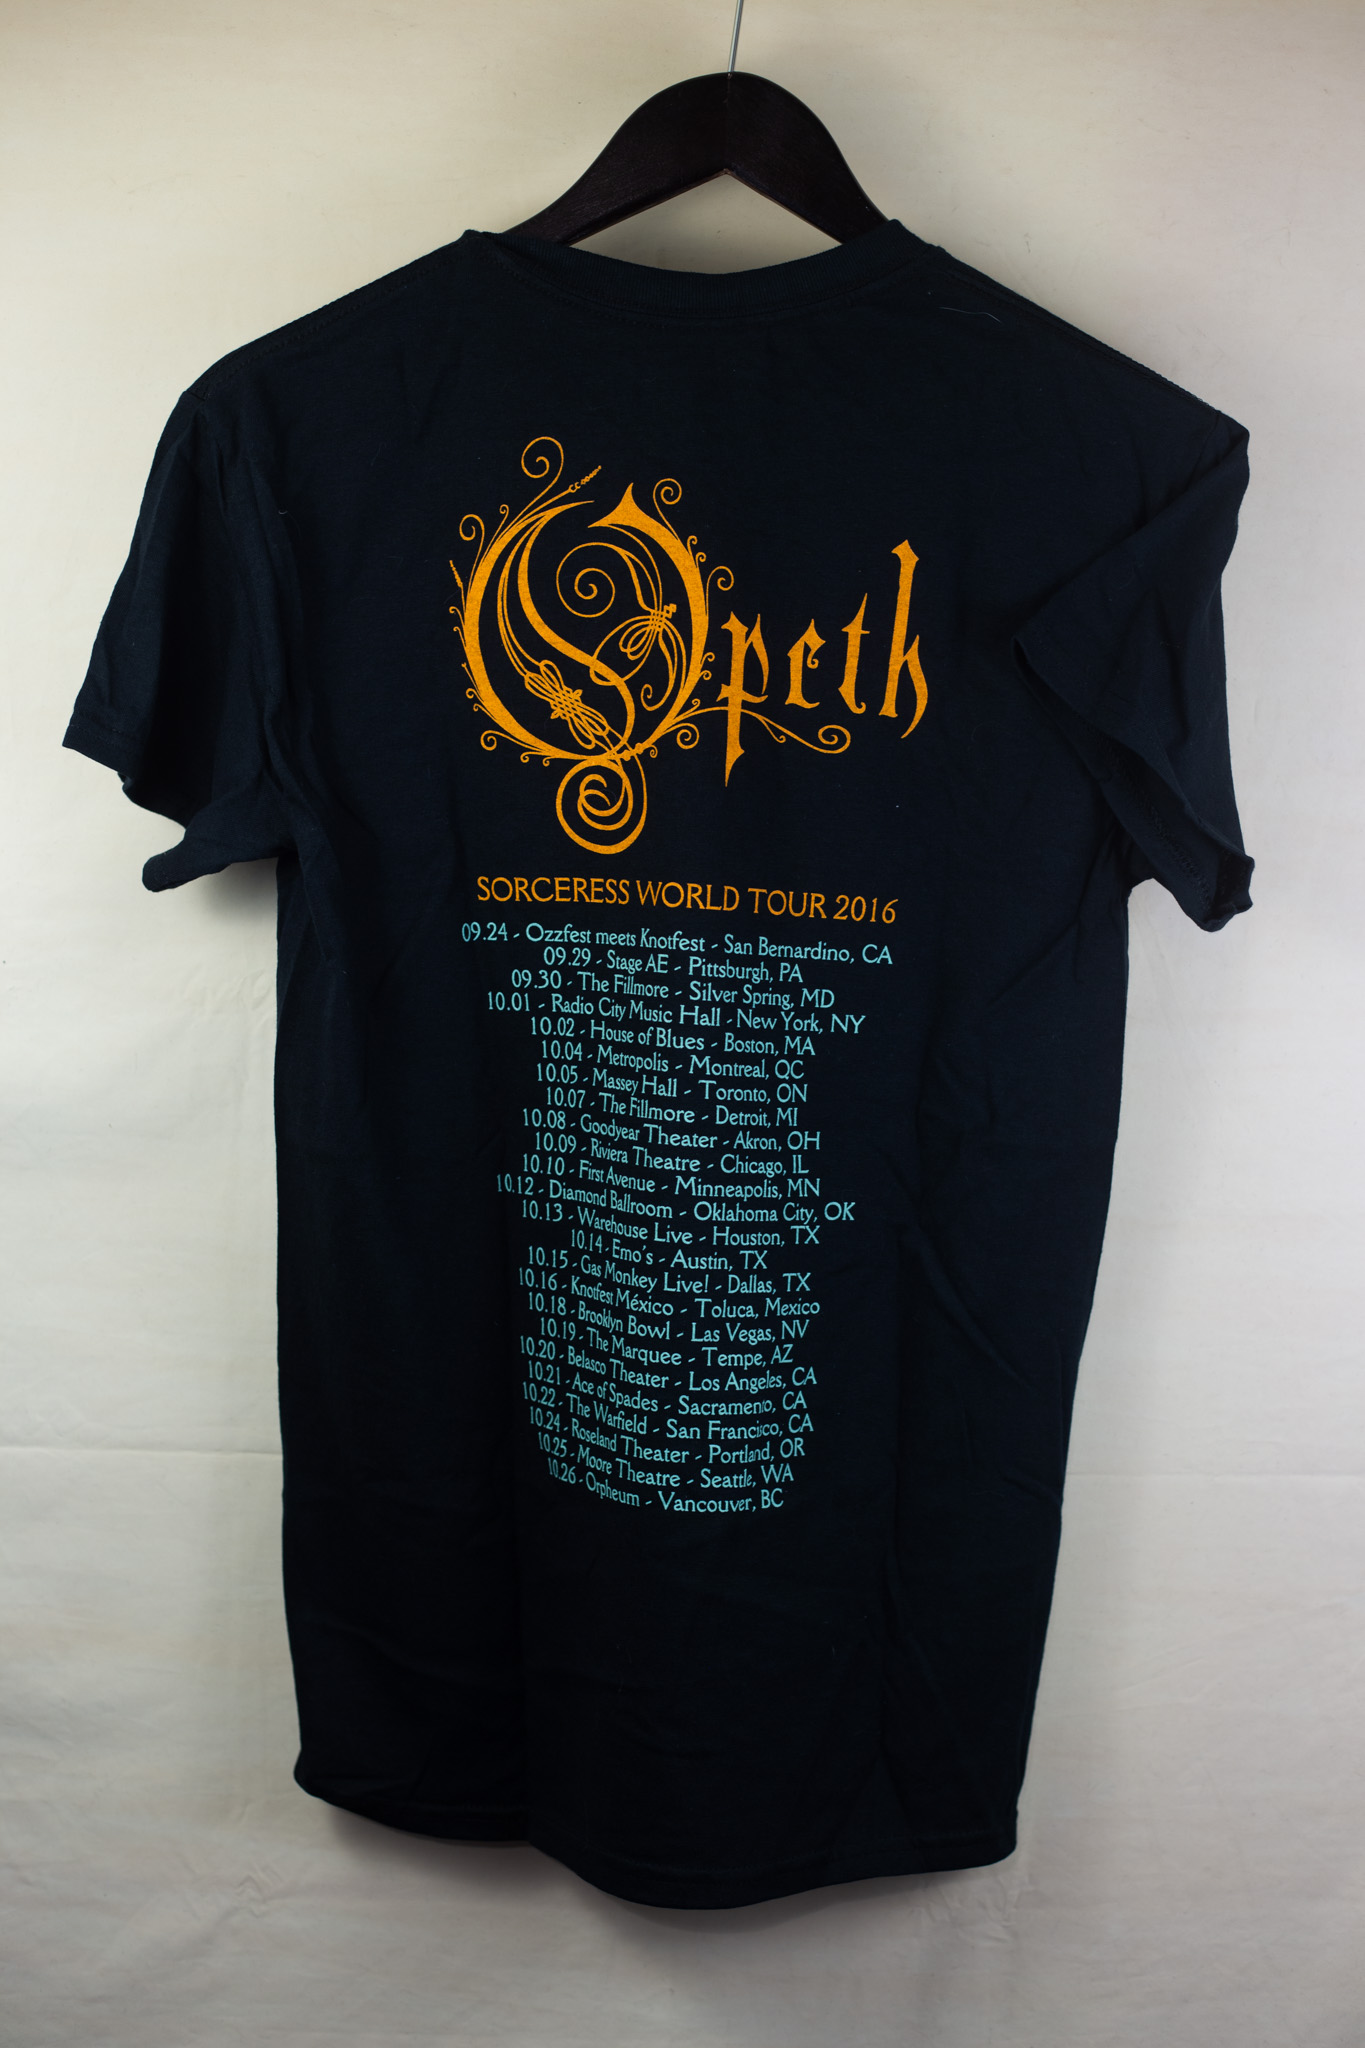 Opeth
SORCERESS WORLD TOUR 2016
09.24 - Ozzfest meets Knotfest - San Bernardino, CA
09.29 - Stage AE - Pittsburgh, PA
09.30 - The Fillmore - Silver Spring, MD
10.01 - Radio City Music Hall - New York, NY
10.02 - House of Blues - Boston, MA
10.04 - Metropolis - Montreal, QC
10.05 - Massey Hall - Toronto, ON
10.07 - The Fillmore - Detroit, MI
10.08 - Goodyear Theater - Akron, OH
10.09 - Riviera Theatre - Chicago, IL
10.10 - First Avenue - Minneapolis, MN
10.12 - Diamond Ballroom - Oklahoma City, OK
10.13 - Warehouse Live - Houston, TX
10.14 - Emo's - Austin, TX
10.15 - Gas Monkey Live! - Dallas, TX
10.16 - Knotfest México - Toluca, Mexico
10.18 - Brooklyn Bowl - Las Vegas, NV
10.19 - The Marquee - Tempe, AZ
10.20 - Belasco Theater - Los Angeles, CA
10.21 - Ace of Spades - Sacramento, CA
10.22 - The Warfield - San Francisco, CA
10.24 - Roseland Theater - Portland, OR
10.25 - Moore Theatre - Seattle, WA
10.26 - Orpheum - Vancouver, BC